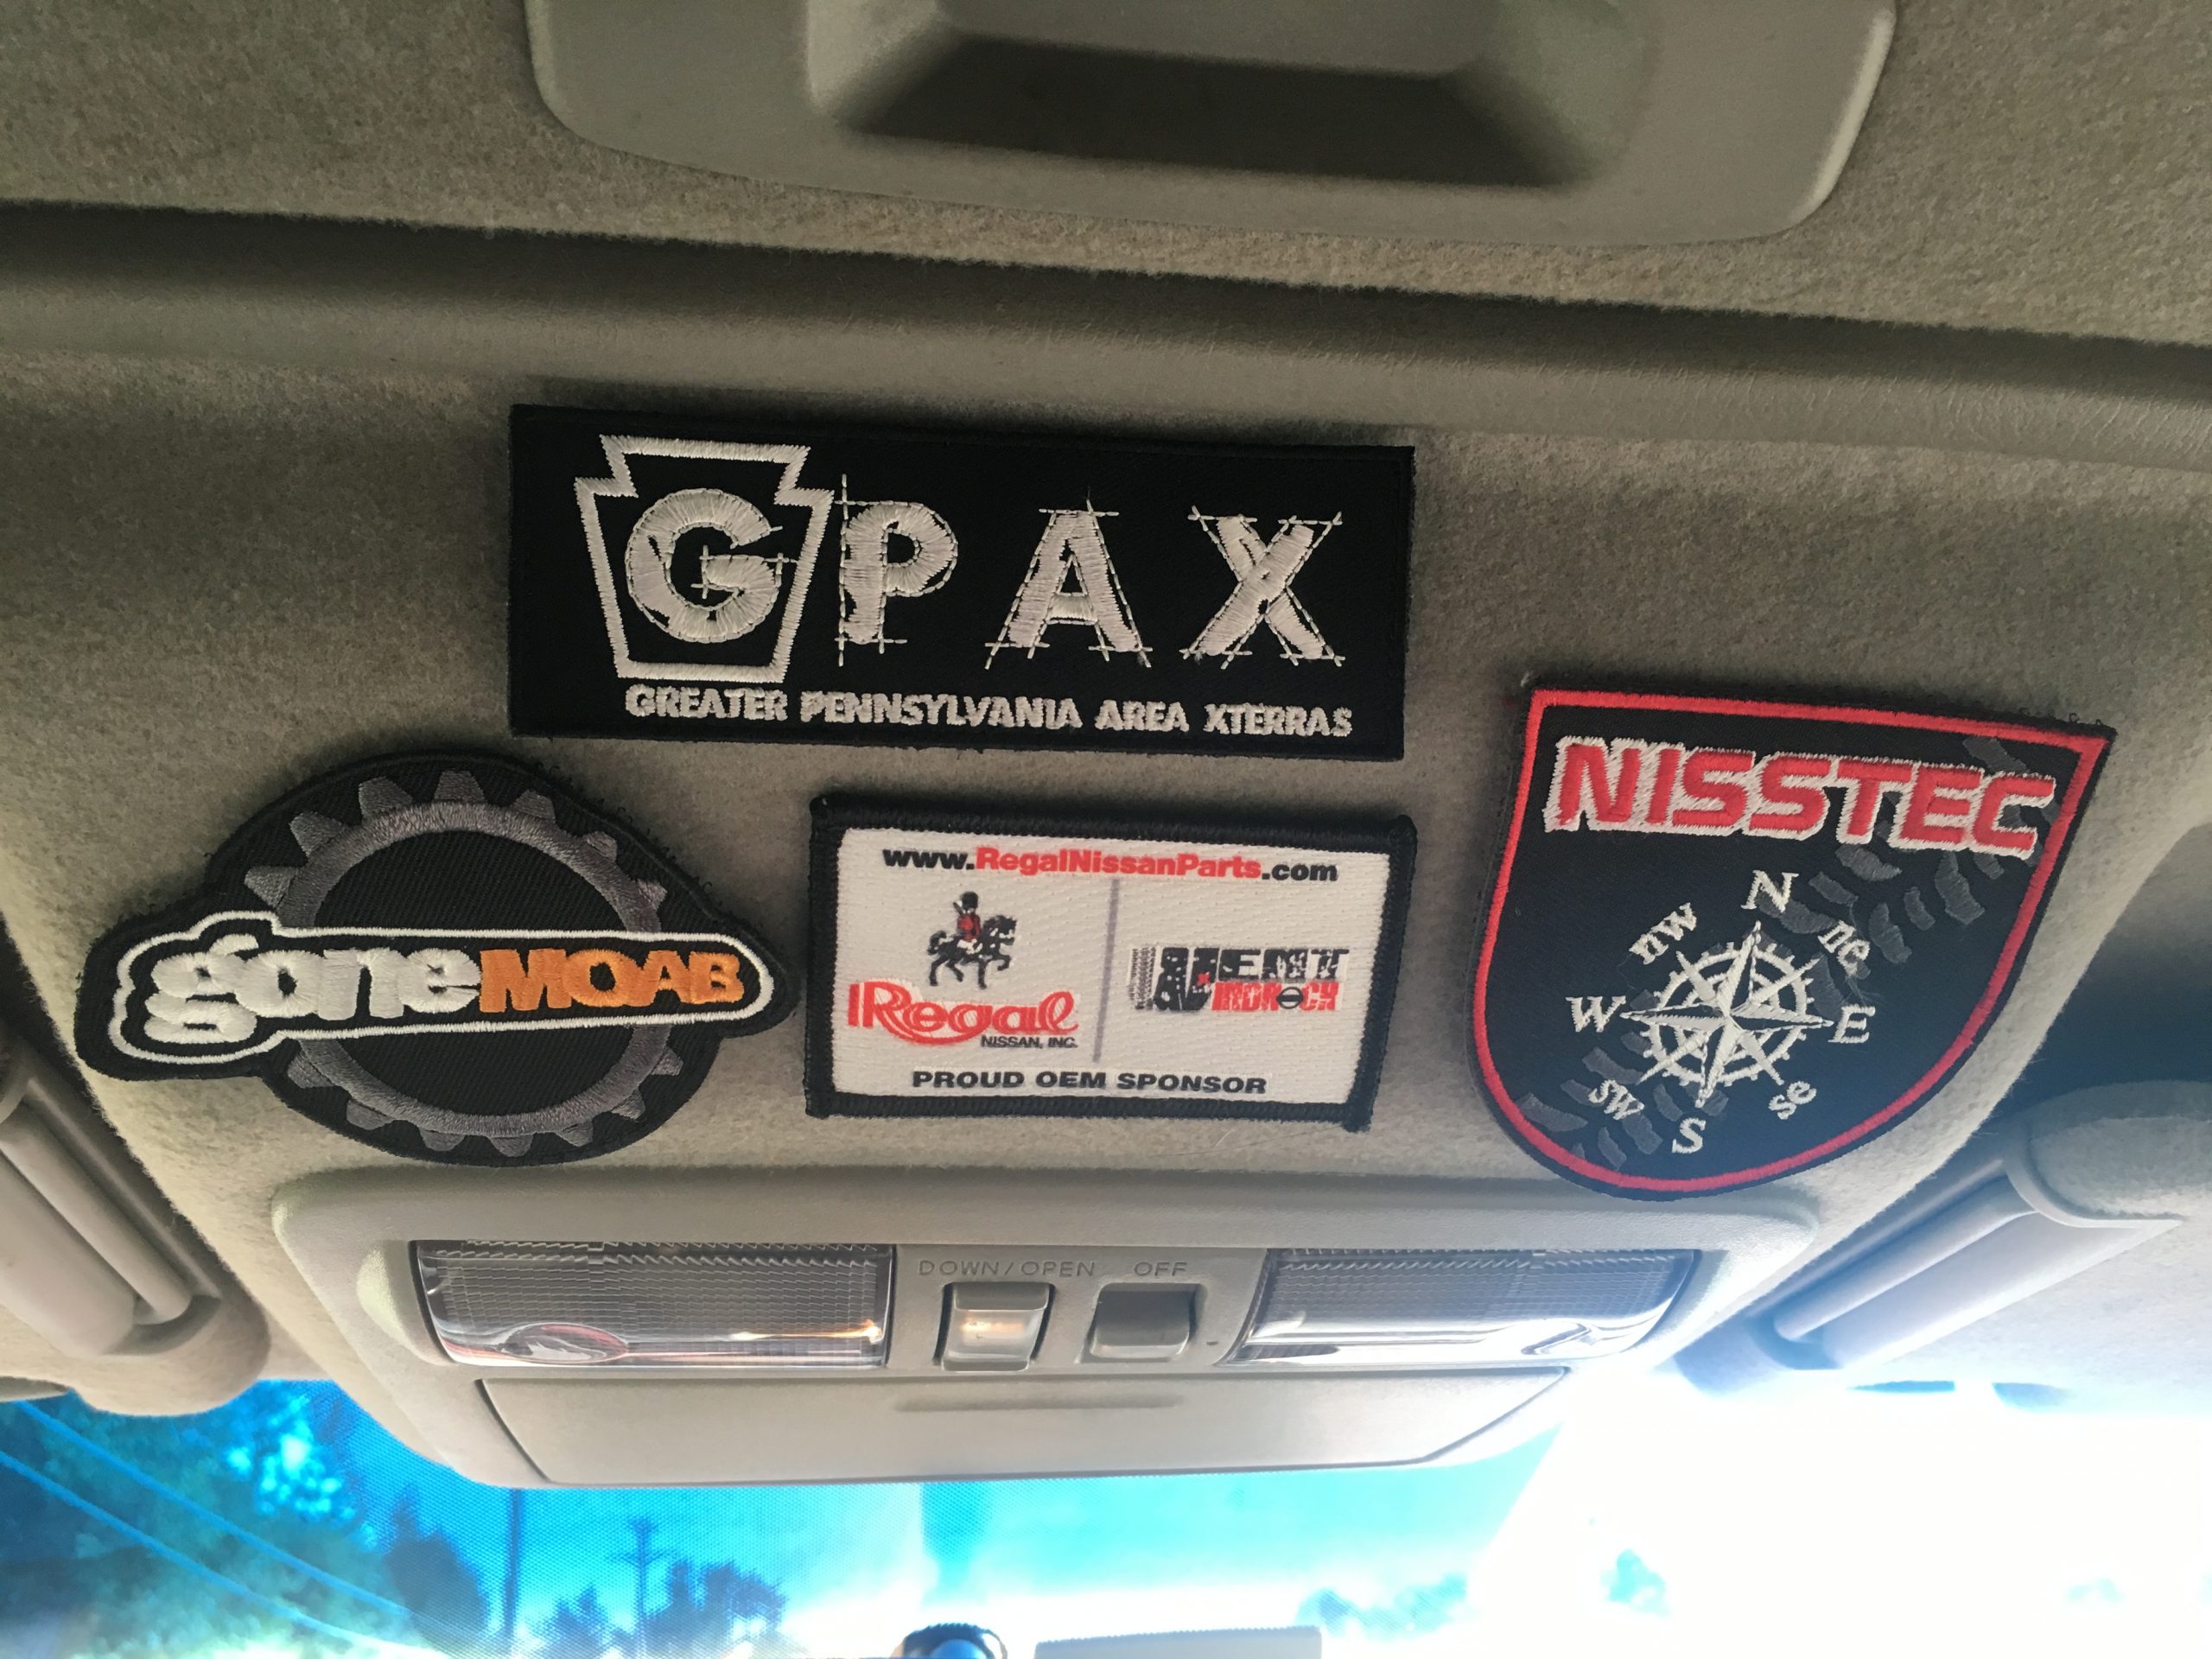 GPAX
GREATER PENNSYLVANIA AREA XTERRAS
goneMOAB
www.RegalNissanParts.com
Regal
NISSAN, INC.
PROUD OEM SPONSOR
NISSTEC
N
nw ne
W E
sw se
S
DOWN/OPEN OFF